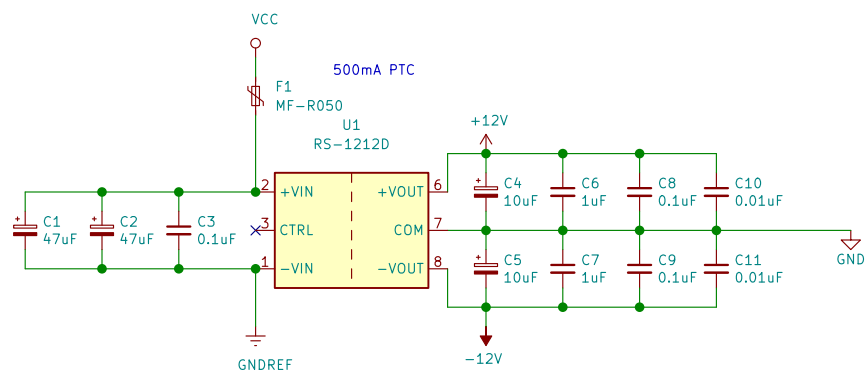 VCC
500mA PTC
F1
MF-R050
U1
RS-1212D
+12V
2 +VIN +VOUT 6
3 CTRL COM 7
1 -VIN -VOUT 8
+ C1
47uF
+ C2
47uF
C3
0.1uF
+ C4
10uF
C6
1uF
C8
0.1uF
C10
0.01uF
+ C5
10uF
C7
1uF
C9
0.1uF
C11
0.01uF
GND
GNDREF
-12V